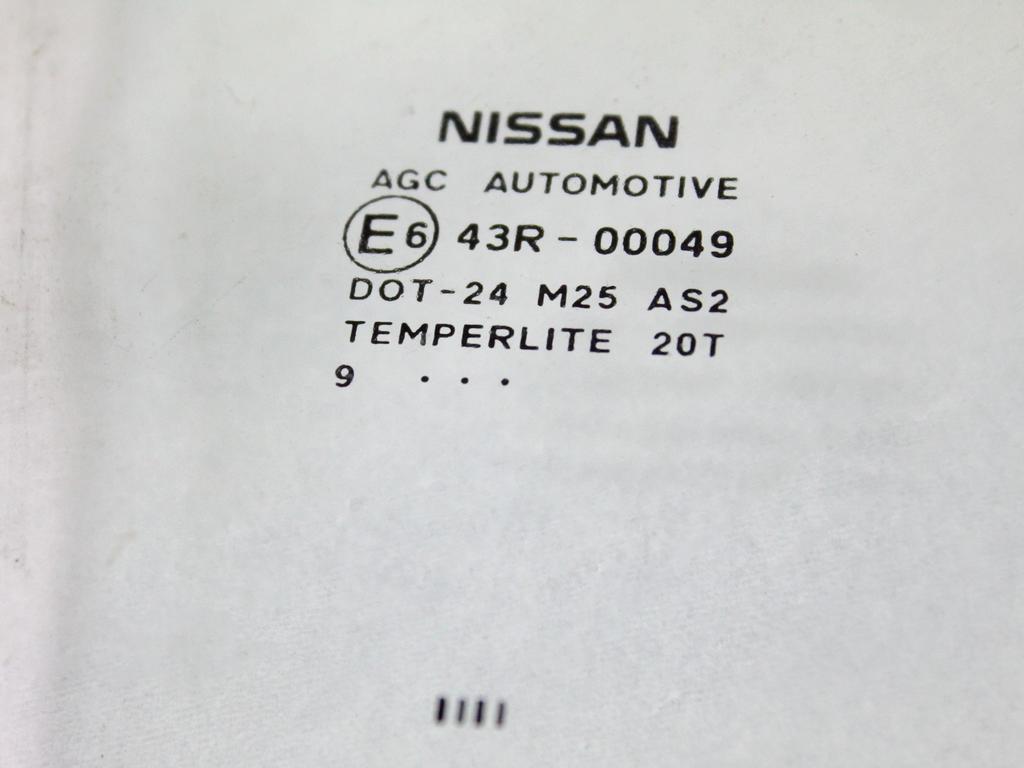 NISSAN
AGC AUTOMOTIVE
E6 43R - 00049
DOT-24 M25 AS2
TEMPERLITE 20T
9 . . .